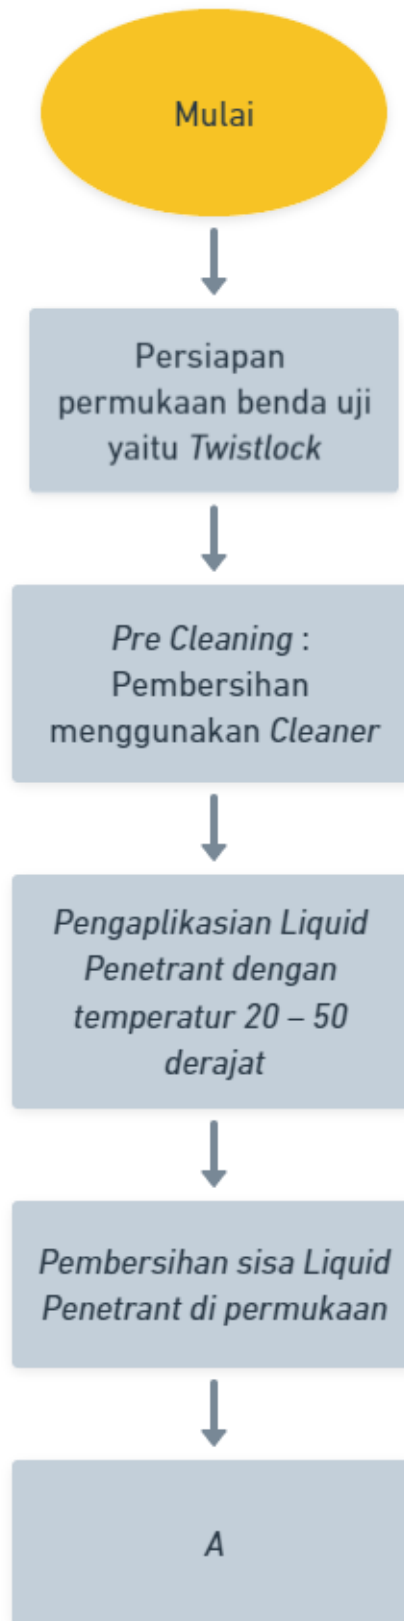 Mulai
Persiapan
permukaan benda uji
yaitu Twistlock
Pre Cleaning :
Pembersihan
menggunakan Cleaner
Pengaplikasian Liquid
Penetrant dengan
temperatur 20 – 50
derajat
Pembersihan sisa Liquid
Penetrant di permukaan
A